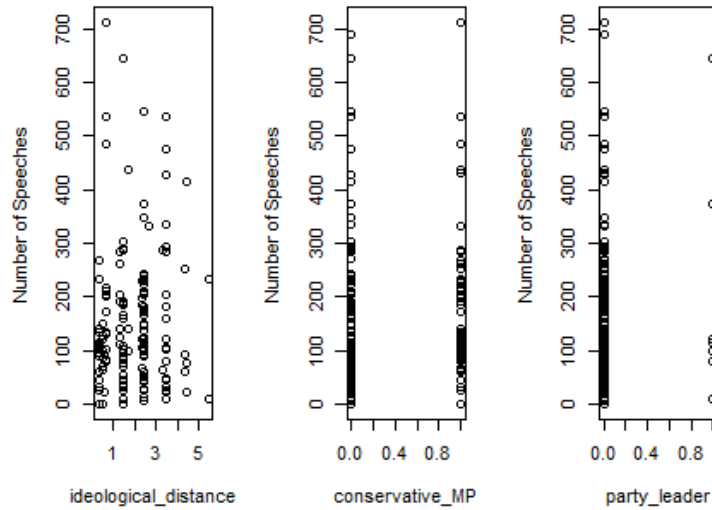 Number of Speeches
0 100 200 300 400 500 600 700
1 3 5
ideological_distance
Number of Speeches
0 100 200 300 400 500 600 700
0.0 0.4 0.8
conservative_MP
Number of Speeches
0 100 200 300 400 500 600 700
0.0 0.4 0.8
party_leader